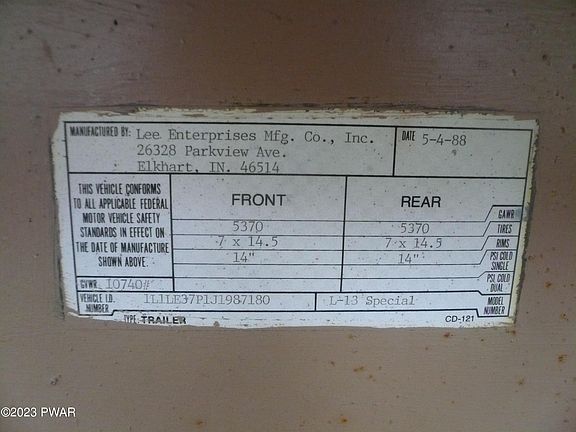 MANUFACTURED BY: Lee Enterprises Mfg. Co., Inc. DATE 5-4-88
26328 Parkview Ave.
Elkhart, IN. 46514
THIS VEHICLE CONFORMS
TO ALL APPLICABLE FEDERAL
MOTOR VEHICLE SAFETY
STANDARDS IN EFFECT ON
THE DATE OF MANUFACTURE
SHOWN ABOVE.
GVWR 10740#
FRONT REAR
GAWR
5370 5370 TIRES
7 x 14.5 7 x 14.5 RIMS
14" 14" PSI COLD SINGLE
PSI COLD DUAL
VEHICLE I.D. NUMBER 1L1LE37P1J1987180 L-13 Special MODEL NUMBER
TYPE: TRAILER CD-121
©2023 PWAR